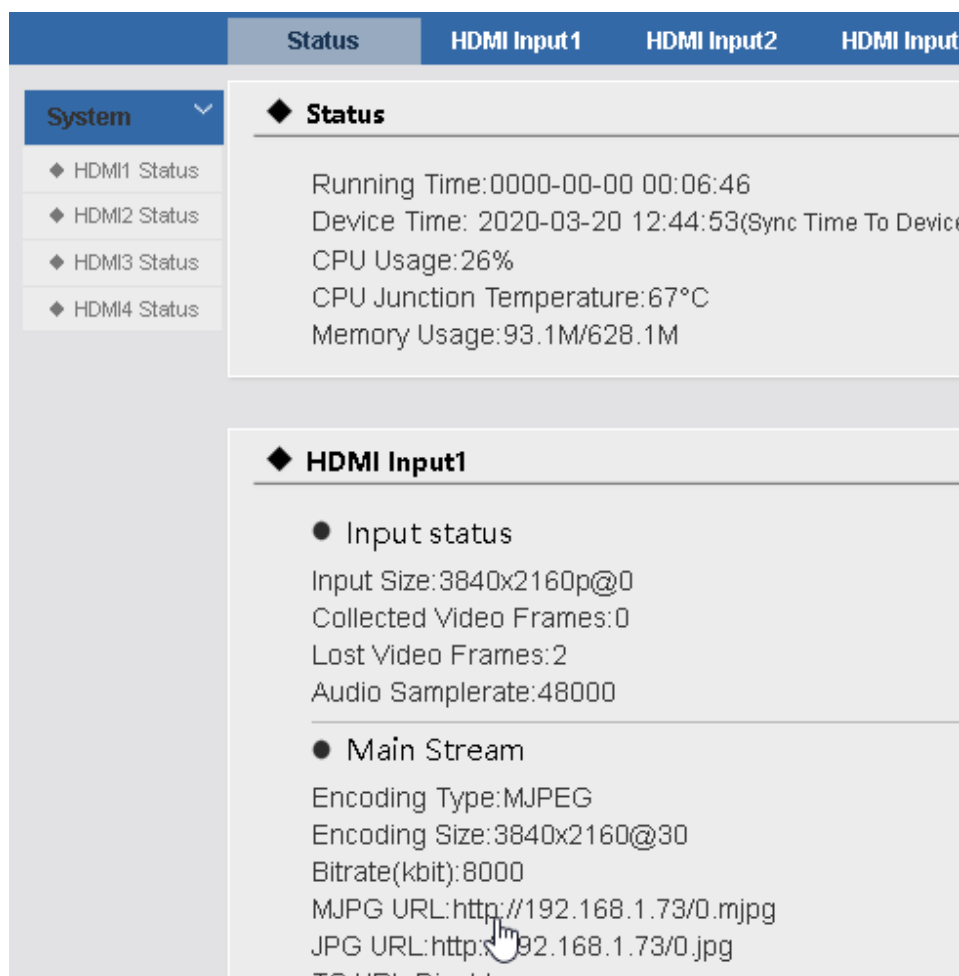 Status HDMI Input1 HDMI Input2 HDMI Input
System
HDMI1 Status
HDMI2 Status
HDMI3 Status
HDMI4 Status
Status
Running Time:0000-00-00 00:06:46
Device Time: 2020-03-20 12:44:53(Sync Time To Device
CPU Usage:26%
CPU Junction Temperature:67°C
Memory Usage:93.1M/628.1M
HDMI Input1
Input status
Input Size:3840x2160p@0
Collected Video Frames:0
Lost Video Frames:2
Audio Samplerate:48000
Main Stream
Encoding Type:MJPEG
Encoding Size:3840x2160@30
Bitrate(kbit):8000
MJPG URL:http://192.168.1.73/0.mjpg
JPG URL:http: 92.168.1.73/0.jpg